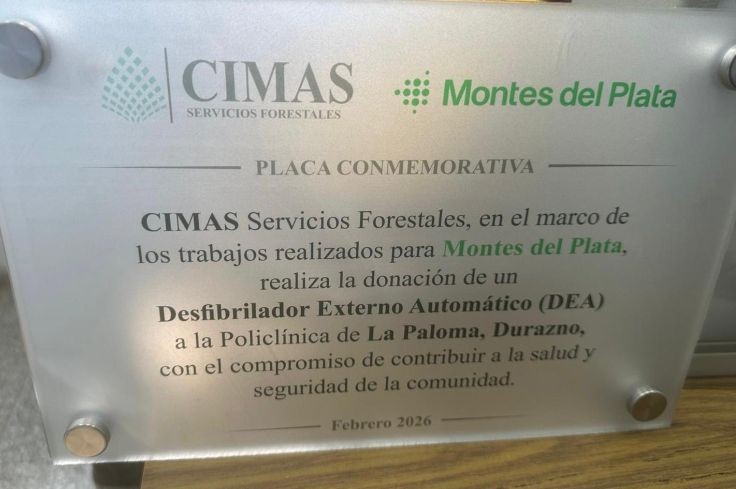 CIMAS
SERVICIOS FORESTALES
Montes del Plata
PLACA CONMEMORATIVA
CIMAS Servicios Forestales, en el marco de
los trabajos realizados para Montes del Plata,
realiza la donación de un
Desfibrilador Externo Automático (DEA)
a la Policlínica de La Paloma, Durazno,
con el compromiso de contribuir a la salud y
seguridad de la comunidad.
Febrero 2026